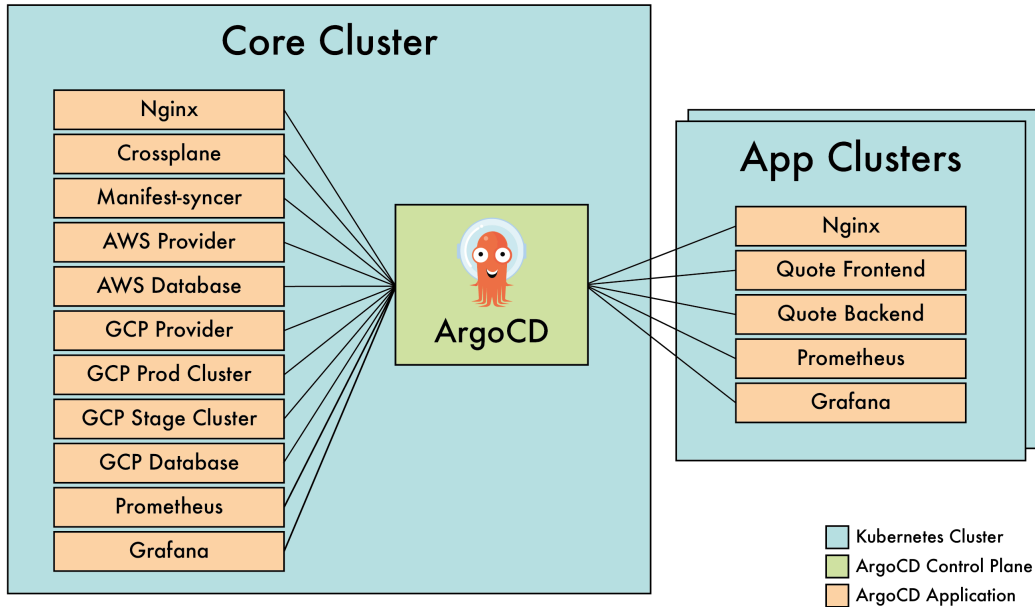 Core Cluster
Nginx
Crossplane
Manifest-syncer
AWS Provider
AWS Database
GCP Provider
GCP Prod Cluster
GCP Stage Cluster
GCP Database
Prometheus
Grafana
ArgoCD
App Clusters
Nginx
Quote Frontend
Quote Backend
Prometheus
Grafana
Kubernetes Cluster
ArgoCD Control Plane
ArgoCD Application